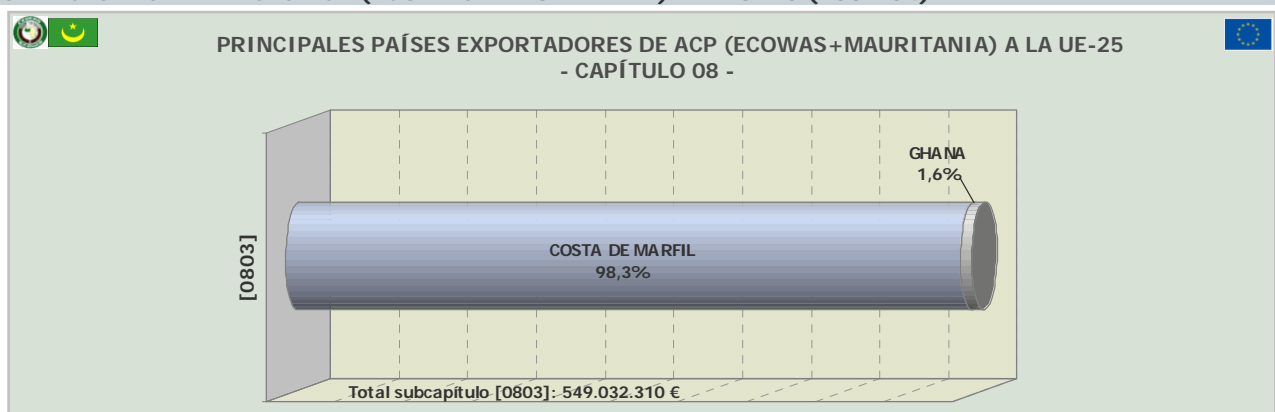 PRINCIPALES PAÍSES EXPORTADORES DE ACP (ECOWAS+MAURITANIA) A LA UE-25
- CAPÍTULO 08 -
GHANA
1,6%
COSTA DE MARFIL
98,3%
[0803]
Total subcapítulo [0803]: 549.032.310 €